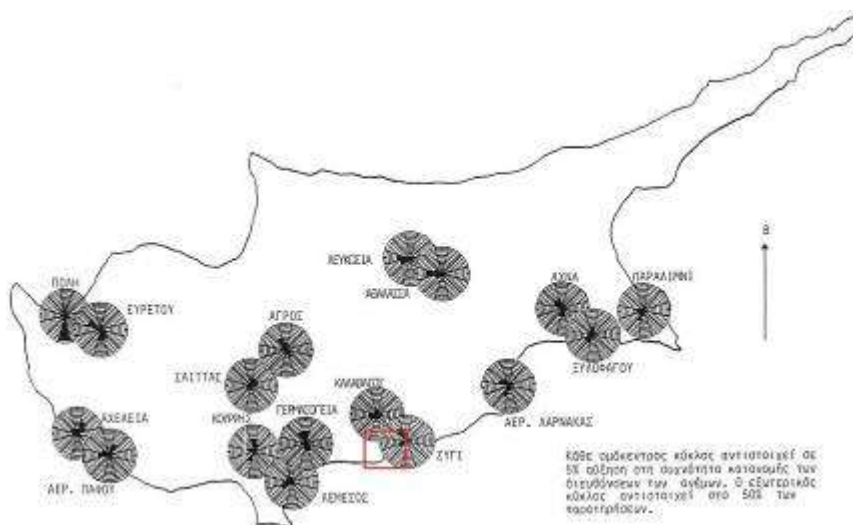 Β
ΛΕΥΚΩΣΙΑ
ΑΘΑΛΑΣΣΑ
ΑΧΝΑ
ΠΑΡΑΛΙΜΝΙ
ΠΟΛΗ
ΕΥΡΕΤΟΥ
ΑΓΡΟΣ
ΞΥΛΟΦΑΓΟΥ
ΣΑΙΤΤΑΣ
ΚΑΛΑΒΑΣΟΣ
ΑΧΕΛΕΙΑ
ΚΟΥΡΡΗΣ
ΓΕΡΜΑΣΟΓΕΙΑ
ΑΕΡ. ΛΑΡΝΑΚΑΣ
ΖΥΓΙ
ΑΕΡ. ΠΑΦΟΥ
ΛΕΜΕΣΟΣ
Κάθε ομόκεντρος κύκλος αντιστοιχεί σε
5% αύξηση στη συχνότητα κατανομής των
διευθύνσεων των ανέμων. Ο εξωτερικός
κύκλος αντιστοιχεί στο 50% των
παρατηρήσεων.